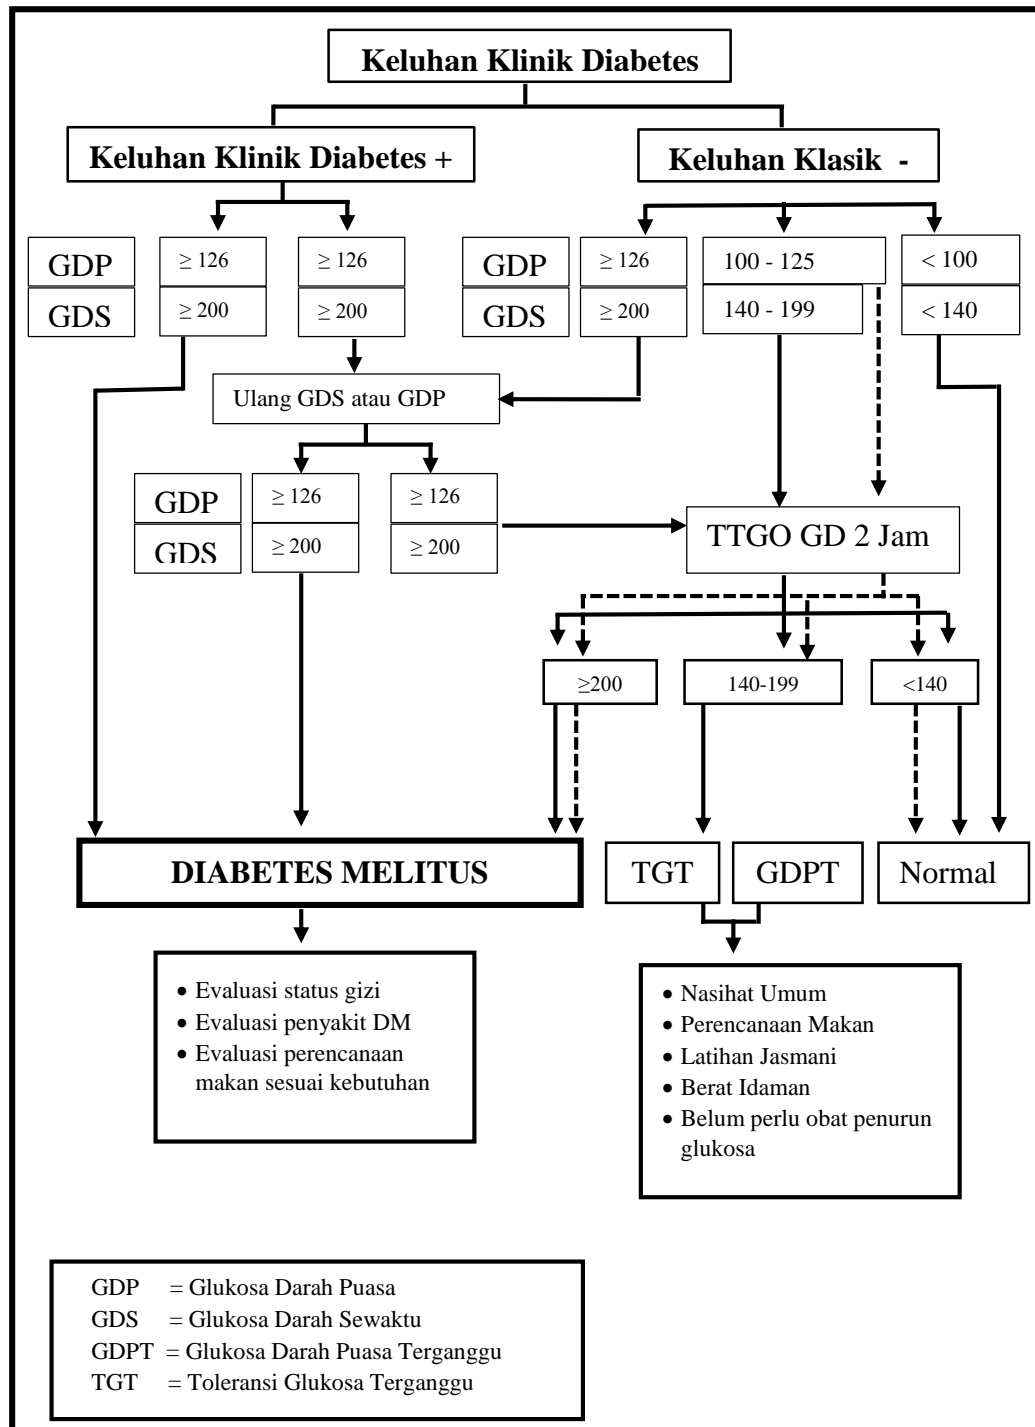 Keluhan Klinik Diabetes
Keluhan Klinik Diabetes +
Keluhan Klasik -
GDP ≥ 126 ≥ 126 GDP ≥ 126 100 - 125 < 100
GDS ≥ 200 ≥ 200 GDS ≥ 200 140 - 199 < 140
Ulang GDS atau GDP
GDP ≥ 126 ≥ 126
GDS ≥ 200 ≥ 200
TTGO GD 2 Jam
≥200 140-199 <140
DIABETES MELITUS TGT GDPT Normal
• Evaluasi status gizi
• Evaluasi penyakit DM
• Evaluasi perencanaan
makan sesuai kebutuhan
• Nasihat Umum
• Perencanaan Makan
• Latihan Jasmani
• Berat Idaman
• Belum perlu obat penurun
glukosa
GDP = Glukosa Darah Puasa
GDS = Glukosa Darah Sewaktu
GDPT = Glukosa Darah Puasa Terganggu
TGT = Toleransi Glukosa Terganggu